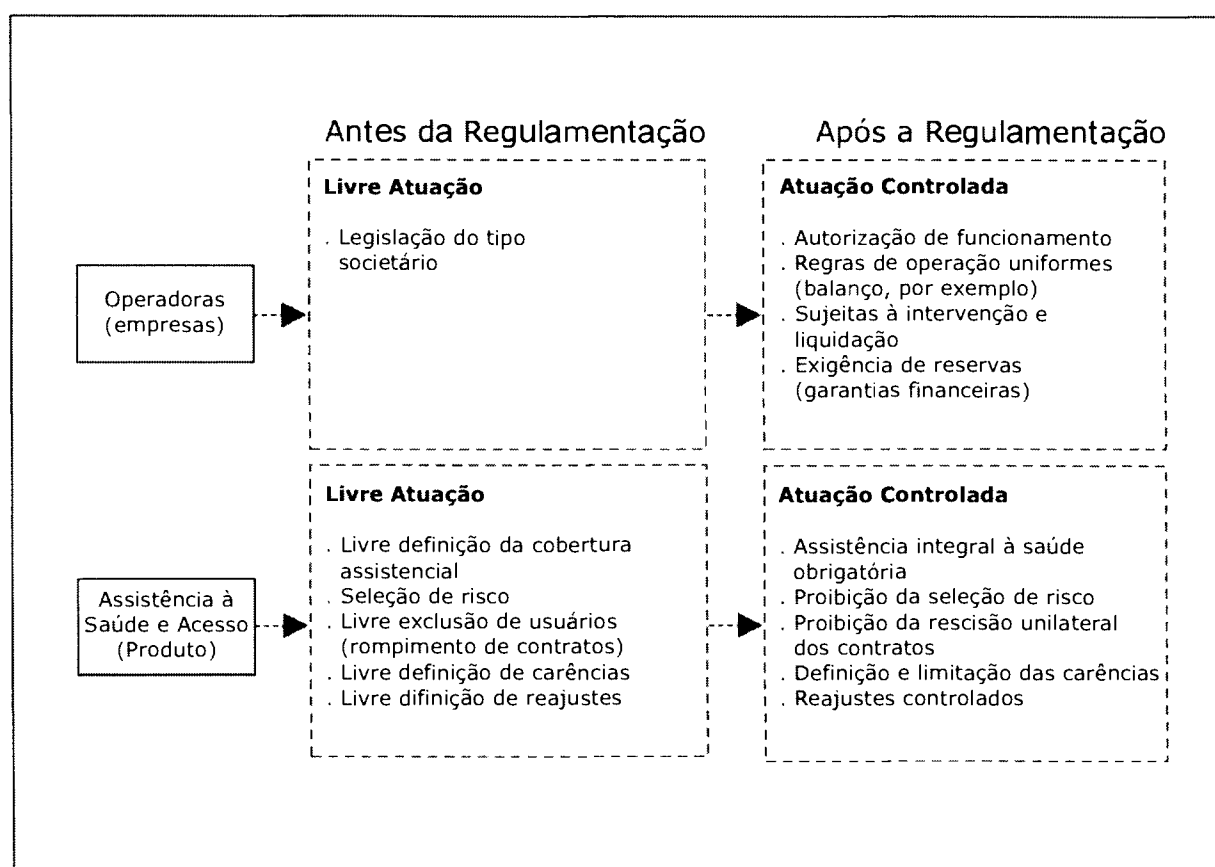 Antes da Regulamentação
Após a Regulamentação
Operadoras
(empresas)
Livre Atuação
. Legislação do tipo
societário
Atuação Controlada
. Autorização de funcionamento
. Regras de operação uniformes
(balanço, por exemplo)
. Sujeitas à intervenção e
liquidação
. Exigência de reservas
(garantias financeiras)
Assistência à
Saúde e Acesso
(Produto)
Livre Atuação
. Livre definição da cobertura
assistencial
. Seleção de risco
. Livre exclusão de usuários
(rompimento de contratos)
. Livre definição de carências
. Livre difinição de reajustes
Atuação Controlada
. Assistência integral à saúde
obrigatória
. Proibição da seleção de risco
. Proibição da rescisão unilateral
dos contratos
. Definição e limitação das carências
. Reajustes controlados